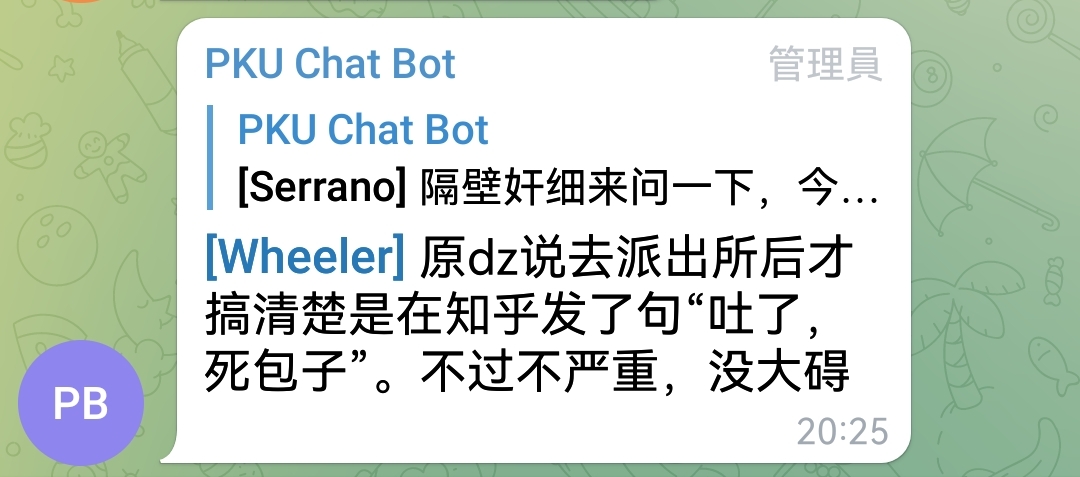 PKU Chat Bot 管理員
PKU Chat Bot
[Serrano] 隔壁奸细来问一下，今...
[Wheeler] 原dz说去派出所后才
搞清楚是在知乎发了句“吐了，
死包子”。不过不严重，没大碍
PB
20:25